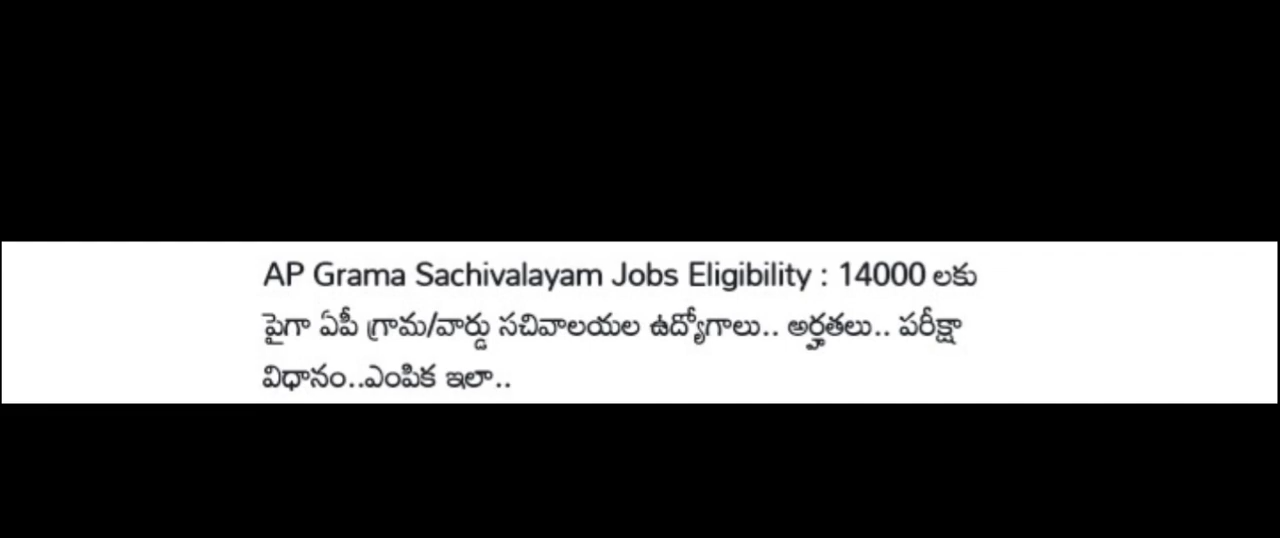 AP Grama Sachivalayam Jobs Eligibility : 14000 లకు
పైగా ఏపీ గ్రామ/వార్డు సచివాలయల ఉద్యోగాలు.. అర్హతలు.. పరీక్షా
విధానం..ఎంపిక ఇలా..